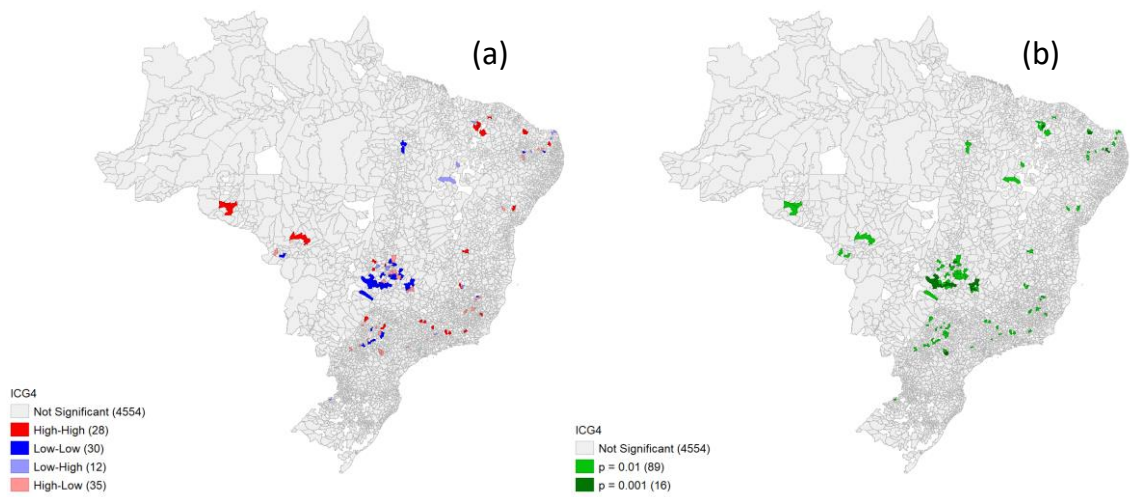 (a)
ICG4
Not Significant (4554)
High-High (28)
Low-Low (30)
Low-High (12)
High-Low (35)
(b)
ICG4
Not Significant (4554)
p = 0.01 (89)
p = 0.001 (16)